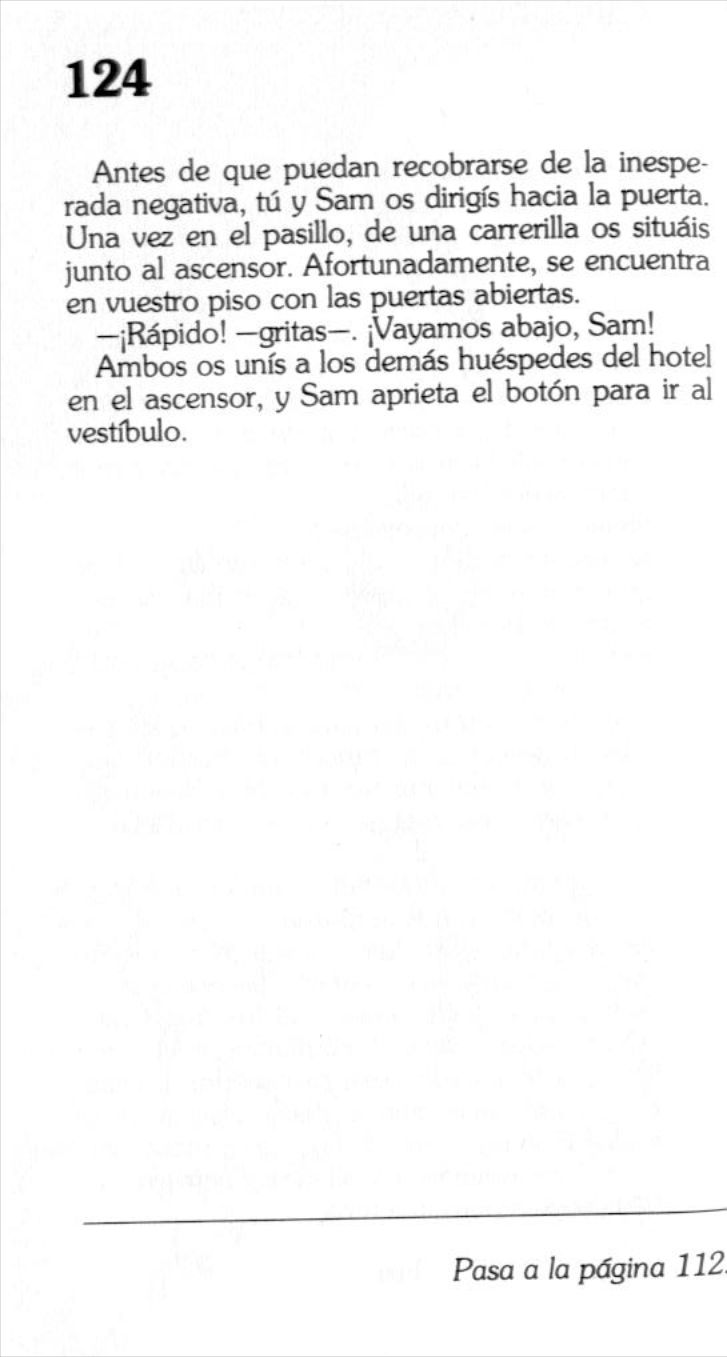 124
Antes de que puedan recobrarse de la inespe-
rada negativa, tú y Sam os dirigís hacia la puerta.
Una vez en el pasillo, de una carrerilla os situáis
junto al ascensor. Afortunadamente, se encuentra
en vuestro piso con las puertas abiertas.
—¡Rápido! —gritas—. ¡Vayamos abajo, Sam!
Ambos os unís a los demás huéspedes del hotel
en el ascensor, y Sam aprieta el botón para ir al
vestíbulo.
Pasa a la página 112.